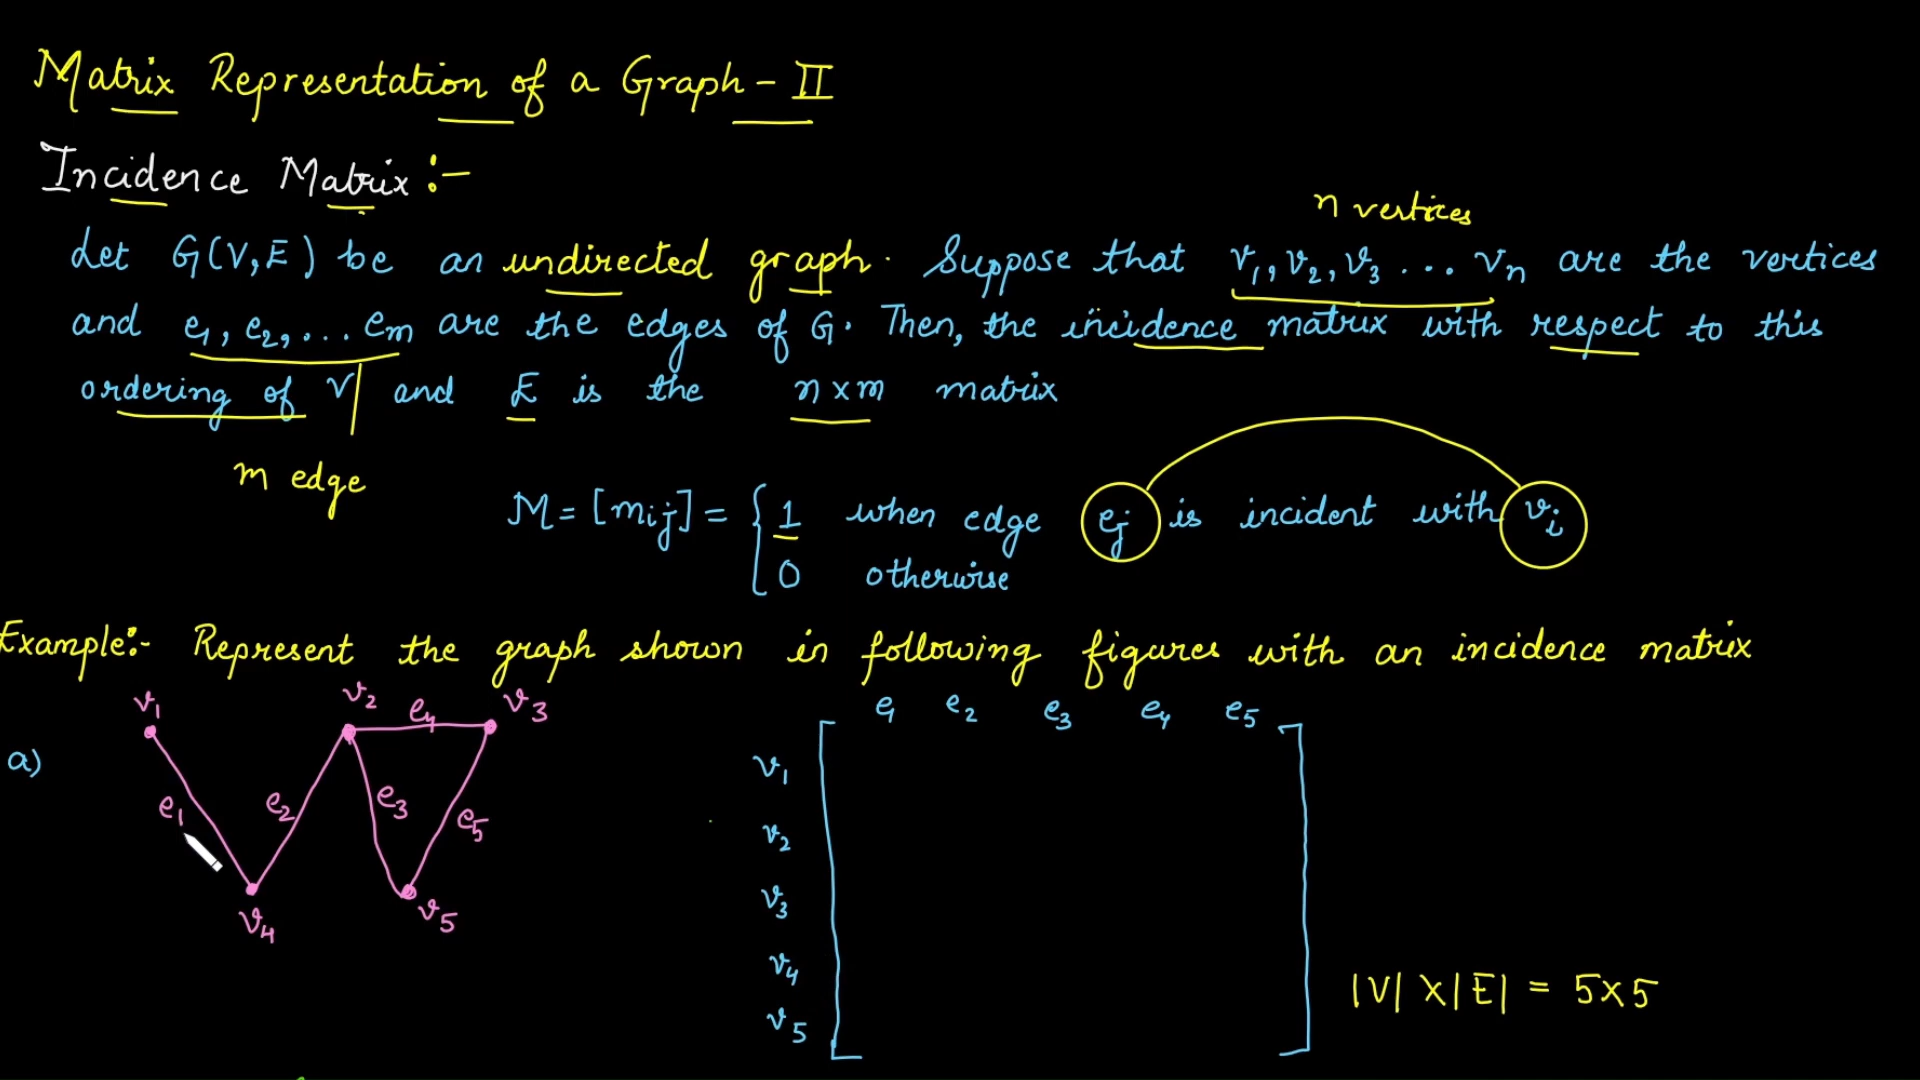 Matrix Representation of a Graph - II
Incidence Matrix :-
n vertices
Let G(V,E) be an undirected graph. Suppose that v1, v2, v3 ... vn are the vertices
and e1, e2, ... em are the edges of G. Then, the incidence matrix with respect to this
ordering of V and E is the n x m matrix
m edge
M = [mij] = { 1 when edge ej is incident with vi
0 otherwise
Example:- Represent the graph shown in following figures with an incidence matrix
v1 v2 e4 v3
e1 e2 e3 e4 e5
a)
v1
e1 e2 e3 e5
v2
v3
v4 v5
v4
v5
|V| X |E| = 5x5